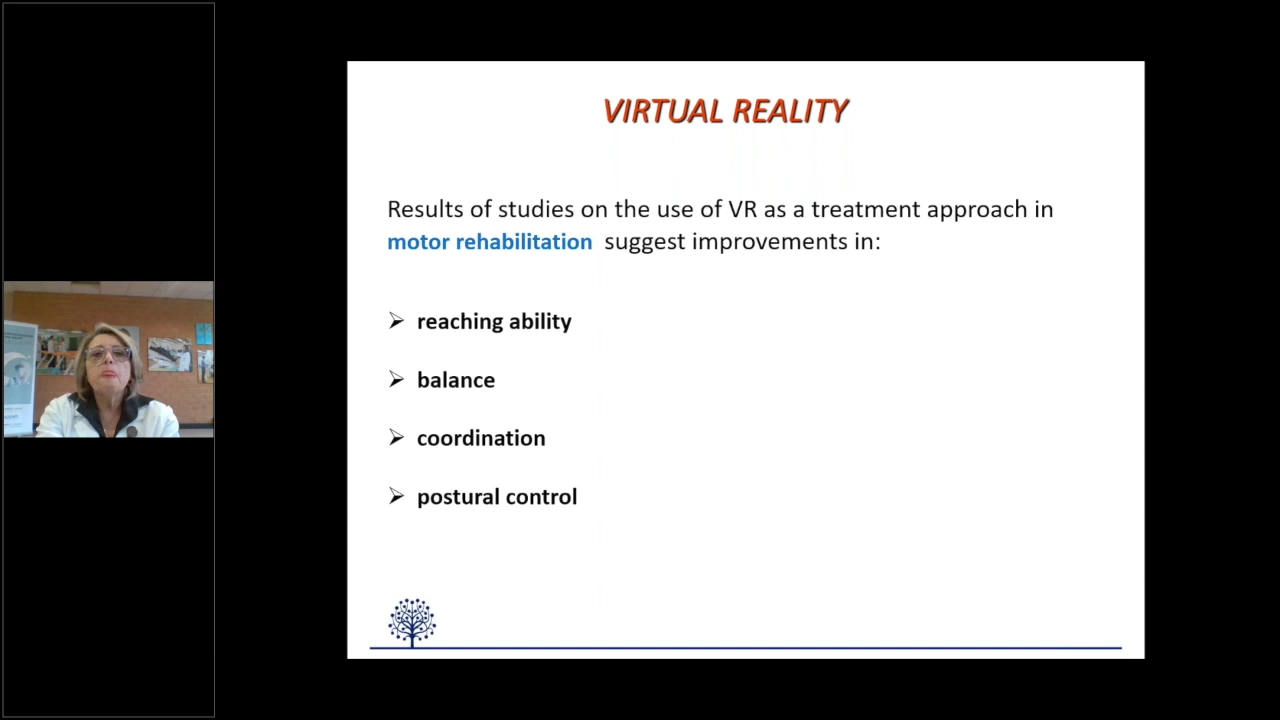 VIRTUAL REALITY
Results of studies on the use of VR as a treatment approach in
motor rehabilitation suggest improvements in:
➢ reaching ability
➢ balance
➢ coordination
➢ postural control